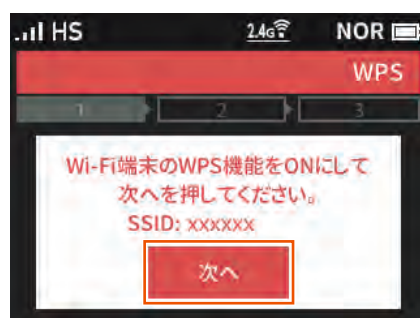 HS 2.4G NOR
WPS
1 2 3
Wi-Fi端末のWPS機能をONにして
次へを押してください。
SSID: xxxxxx
次へ